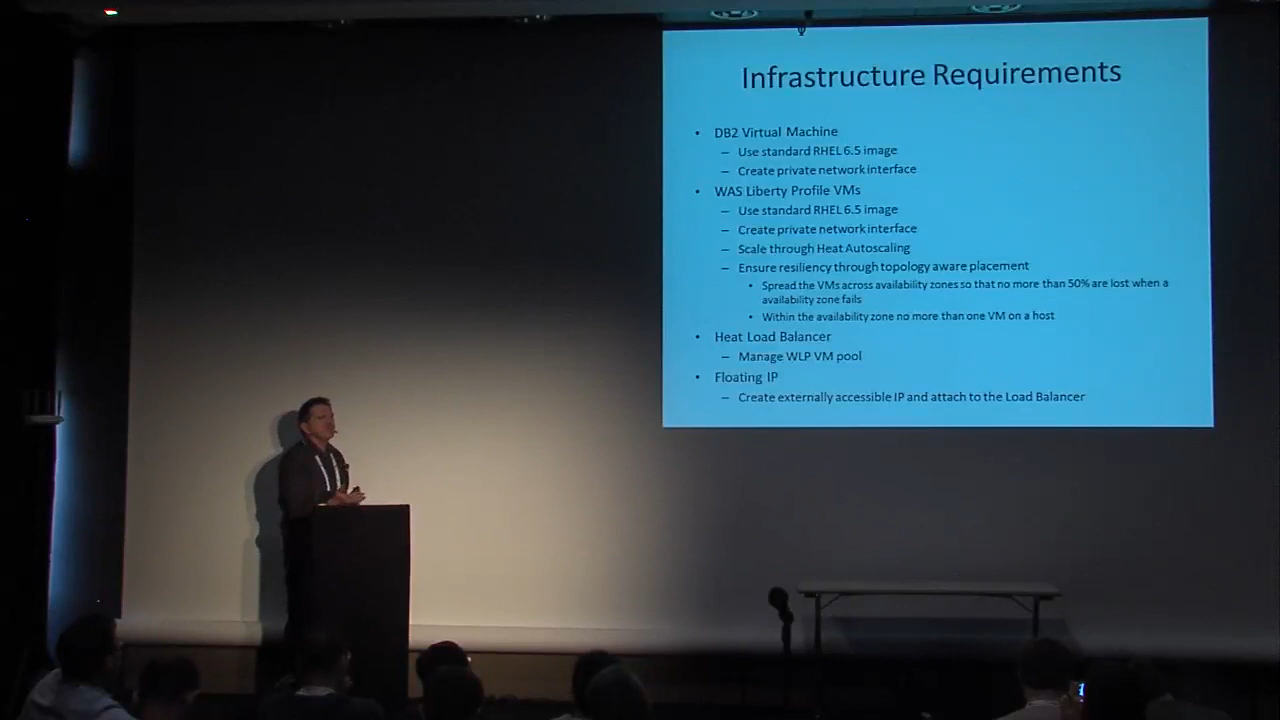 Infrastructure Requirements
• DB2 Virtual Machine
– Use standard RHEL 6.5 image
– Create private network interface
• WAS Liberty Profile VMs
– Use standard RHEL 6.5 image
– Create private network interface
– Scale through Heat Autoscaling
– Ensure resiliency through topology aware placement
• Spread the VMs across availability zones so that no more than 50% are lost when a
availability zone fails
• Within the availability zone no more than one VM on a host
• Heat Load Balancer
– Manage WLP VM pool
• Floating IP
– Create externally accessible IP and attach to the Load Balancer